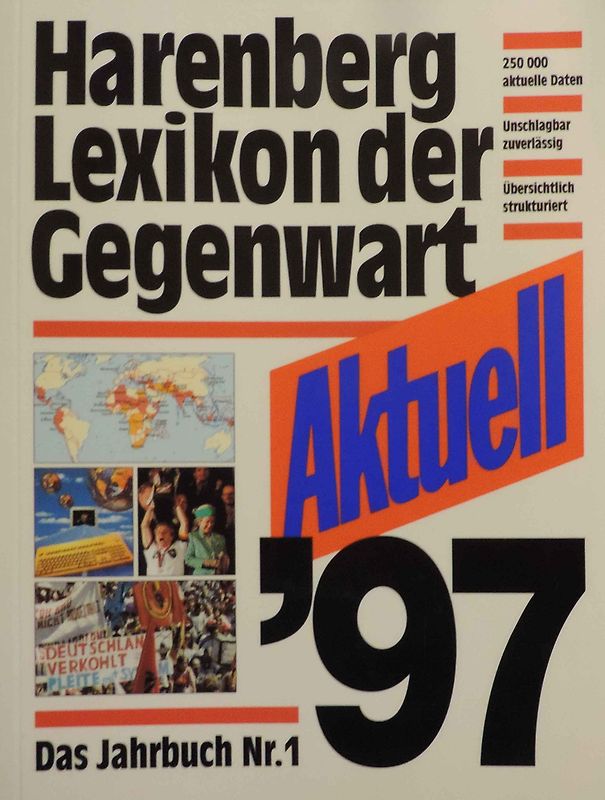 Harenberg
Lexikon der
Gegenwart
250 000
aktuelle Daten
Unschlagbar
zuverlässig
Übersichtlich
strukturiert
Aktuell
'97
DEUTSCHLAN
VERKOHLT
PLEITE
Das Jahrbuch Nr.1